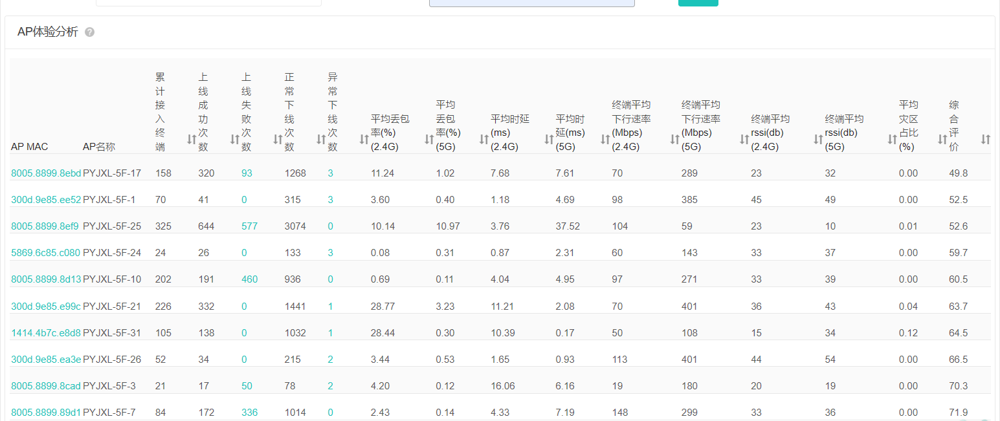 AP体验分析 ?
AP MAC AP名称 累计接入终端 上线成功次数 上线失败次数 正常下线次数 异常下线次数 平均丢包率(%)(2.4G) 平均丢包率(%)(5G) 平均时延(ms)(2.4G) 平均时延(ms)(5G) 终端平均下行速率(Mbps)(2.4G) 终端平均下行速率(Mbps)(5G) 终端平均rssi(db)(2.4G) 终端平均rssi(db)(5G) 平均灾区占比(%) 综合评价
8005.8899.8ebd PYJXL-5F-17 158 320 93 1268 3 11.24 1.02 7.68 7.61 70 289 23 32 0.00 49.8
300d.9e85.ee52 PYJXL-5F-1 70 41 0 315 3 3.60 0.40 1.18 4.69 98 385 45 49 0.00 52.5
8005.8899.8ef9 PYJXL-5F-25 325 644 577 3074 0 10.14 10.97 3.76 37.52 104 59 23 10 0.01 52.6
5869.6c85.c080 PYJXL-5F-24 24 26 0 133 3 0.08 0.31 0.87 2.31 60 143 33 37 0.00 59.7
8005.8899.8d13 PYJXL-5F-10 202 191 460 936 0 0.69 0.11 4.04 4.95 97 271 33 39 0.00 60.5
300d.9e85.e99c PYJXL-5F-21 226 332 0 1441 1 28.77 3.23 11.21 2.08 70 401 36 43 0.04 63.7
1414.4b7c.e8d8 PYJXL-5F-31 105 138 0 1032 1 28.44 0.30 10.39 0.17 50 108 15 34 0.12 64.5
300d.9e85.ea3e PYJXL-5F-26 52 34 0 215 2 3.44 0.53 1.65 0.93 113 401 44 54 0.00 66.5
8005.8899.8cad PYJXL-5F-3 21 17 50 78 2 4.20 0.12 16.06 6.16 19 180 20 19 0.00 70.3
8005.8899.89d1 PYJXL-5F-7 84 172 336 1014 0 2.43 0.14 4.33 7.19 148 299 33 36 0.00 71.9